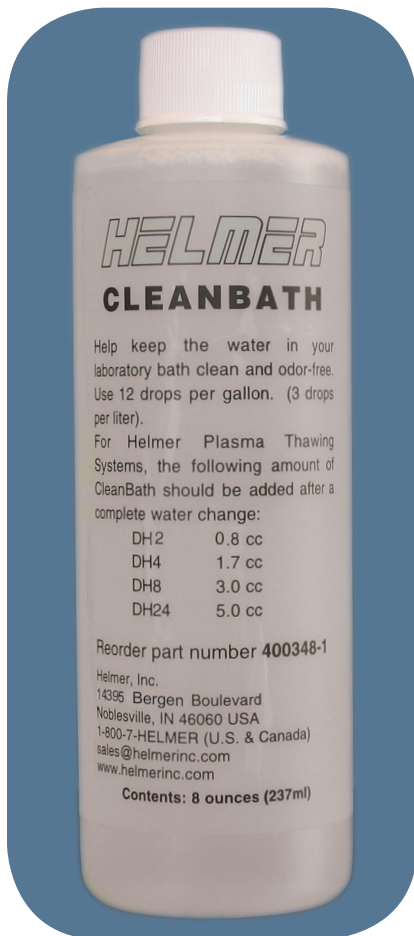 HELMER
CLEANBATH
Help keep the water in your
laboratory bath clean and odor-free.
Use 12 drops per gallon. (3 drops
per liter).
For Helmer Plasma Thawing
Systems, the following amount of
CleanBath should be added after a
complete water change:
DH2 0.8 cc
DH4 1.7 cc
DH8 3.0 cc
DH24 5.0 cc
Reorder part number 400348-1
Helmer, Inc.
14395 Bergen Boulevard
Noblesville, IN 46060 USA
1-800-7-HELMER (U.S. & Canada)
sales@helmerinc.com
www.helmerinc.com
Contents: 8 ounces (237ml)